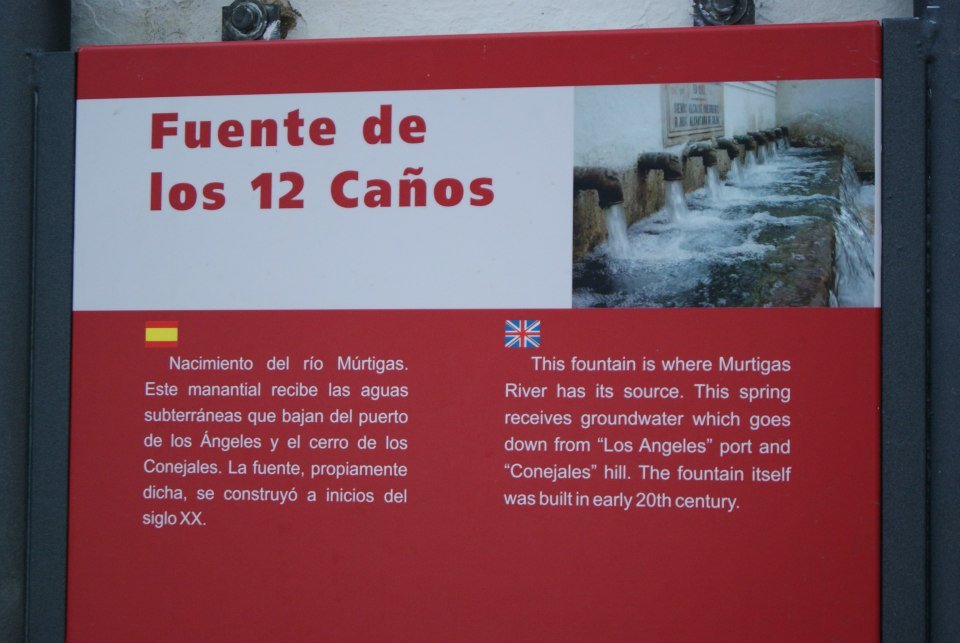 Fuente de
los 12 Caños
Nacimiento del río Múrtigas.
Este manantial recibe las aguas
subterráneas que bajan del puerto
de los Ángeles y el cerro de los
Conejales. La fuente, propiamente
dicha, se construyó a inicios del
siglo XX.
This fountain is where Murtigas
River has its source. This spring
receives groundwater which goes
down from “Los Angeles” port and
“Conejales” hill. The fountain itself
was built in early 20th century.